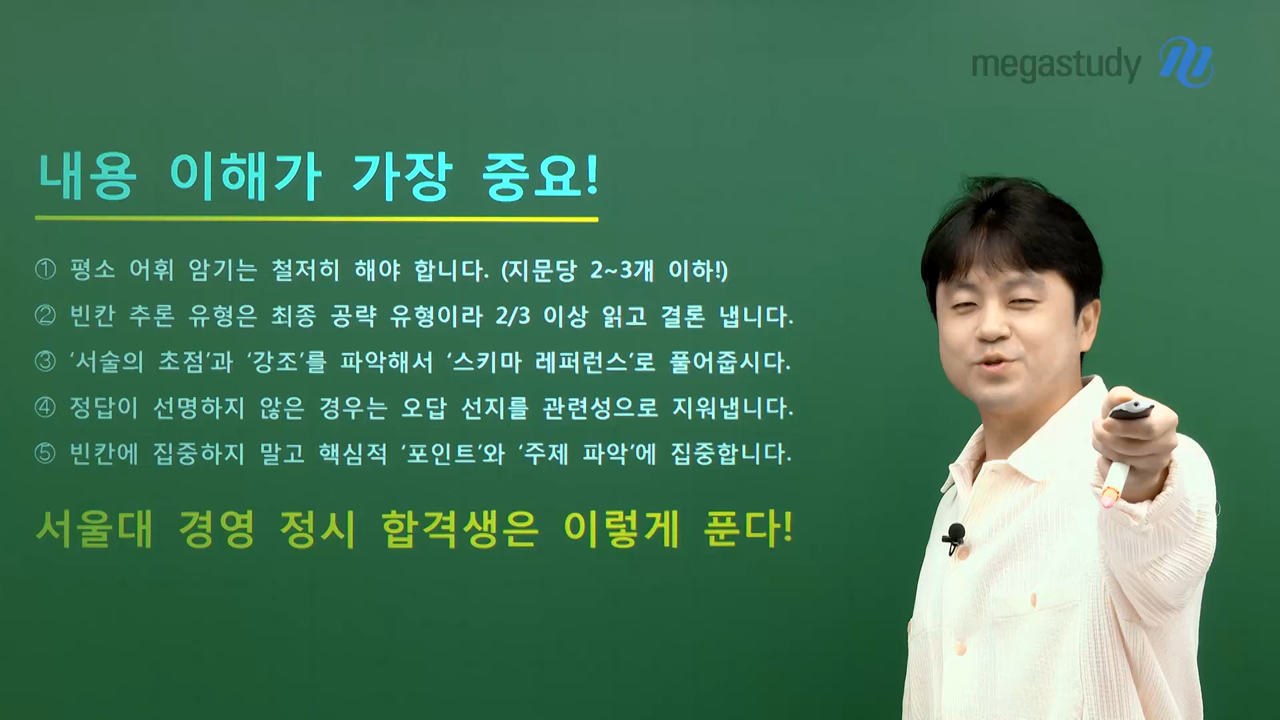 megastudy
내용 이해가 가장 중요!
① 평소 어휘 암기는 철저히 해야 합니다. (지문당 2~3개 이하!)
② 빈칸 추론 유형은 최종 공략 유형이라 2/3 이상 읽고 결론 냅니다.
③ ‘서술의 초점’과 ‘강조’를 파악해서 ‘스키마 레퍼런스’로 풀어줍시다.
④ 정답이 선명하지 않은 경우는 오답 선지를 관련성으로 지워냅니다.
⑤ 빈칸에 집중하지 말고 핵심적 ‘포인트’와 ‘주제 파악’에 집중합니다.
서울대 경영 정시 합격생은 이렇게 푼다!